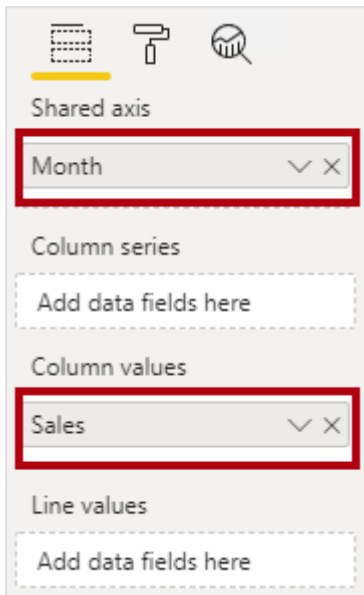 Shared axis
Month
Column series
Add data fields here
Column values
Sales
Line values
Add data fields here